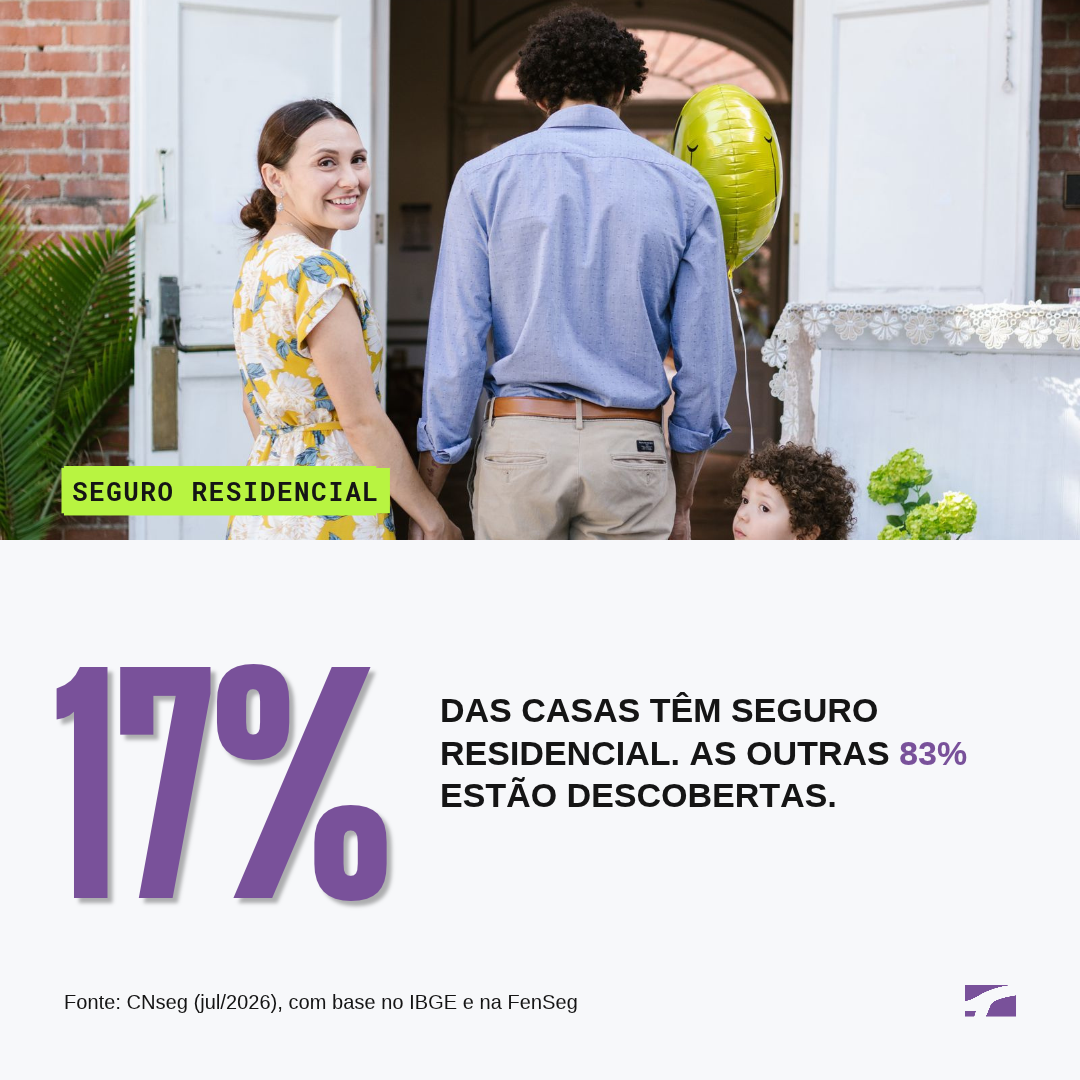 SEGURO RESIDENCIAL
17%
DAS CASAS TÊM SEGURO
RESIDENCIAL. AS OUTRAS 83%
ESTÃO DESCOBERTAS.
Fonte: CNseg (jul/2026), com base no IBGE e na FenSeg